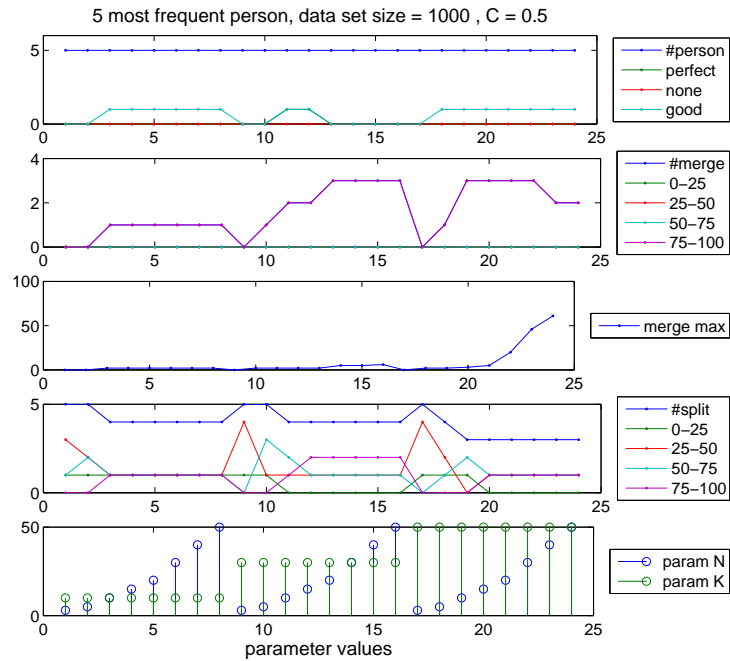 5 most frequent person, data set size = 1000 , C = 0.5
5
0
0 5 10 15 20 25
#person
perfect
none
good
4
2
0
0 5 10 15 20 25
#merge
0-25
25-50
50-75
75-100
100
50
0
0 5 10 15 20 25
merge max
5
0
0 5 10 15 20 25
#split
0-25
25-50
50-75
75-100
50
0
0 5 10 15 20 25
param N
param K
parameter values